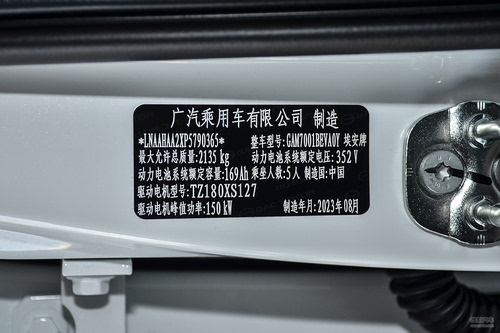 广汽乘用车有限公司 制造
*LNAAHAA2XP5790365* 整车型号:GAM7001BEVA0Y 埃安牌
最大允许总质量:2135 kg 动力电池系统额定电压:352 V
动力电池系统额定容量:169Ah 乘座人数:5人 制造国:中国
驱动电机型号:TZ180XS127
驱动电机峰值功率:150 kW 制造年月:2023年 08月